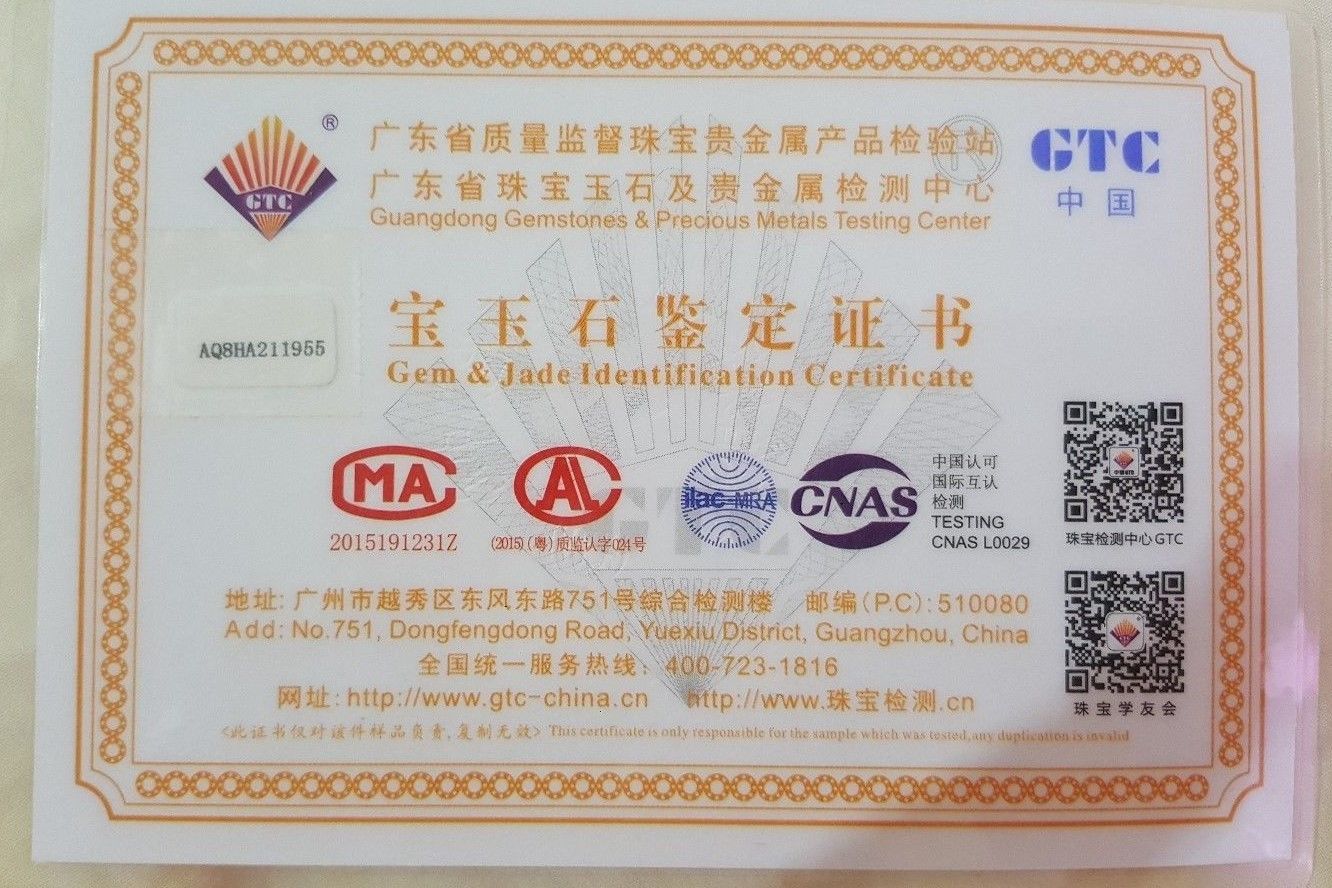 ®
GTC
广东省质量监督珠宝贵金属产品检验站
广东省珠宝玉石及贵金属检测中心
Guangdong Gemstones & Precious Metals Testing Center
GTC
中国
宝玉石鉴定证书
Gem & Jade Identification Certificate
AQ8HA211955
MA
2015191231Z
AL
(2015)(粤)质监认字024号
ilac-MRA
CNAS
中国认可
国际互认
检测
TESTING
CNAS L0029
珠宝检测中心GTC
地址: 广州市越秀区东风东路751号综合检测楼 邮编(P.C):510080
Add: No.751, Dongfengdong Road, Yuexiu District, Guangzhou, China
全国统一服务热线: 400-723-1816
网址: http://www.gtc-china.cn http://www.珠宝检测.cn
珠宝学友会
<此证书仅对该件样品负责,复制无效> This certificate is only responsible for the sample which was tested,any duplication is invalid